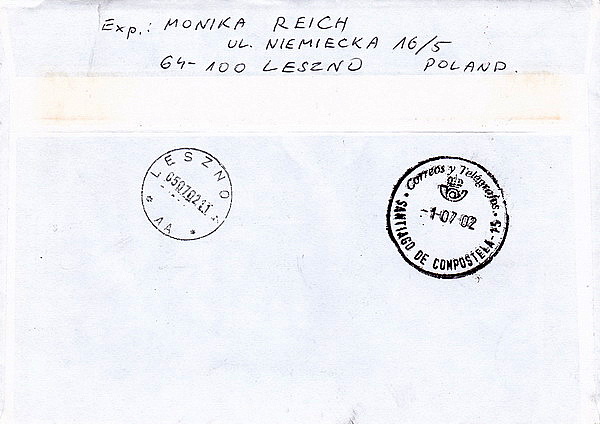 Exp.: MONIKA REICH
UL. NIEMIECKA 16/5
64-100 LESZNO POLAND
LESZNO
AA
Correos y Telégrafos
-1-07-02
SANTIAGO DE COMPOSTELA-15